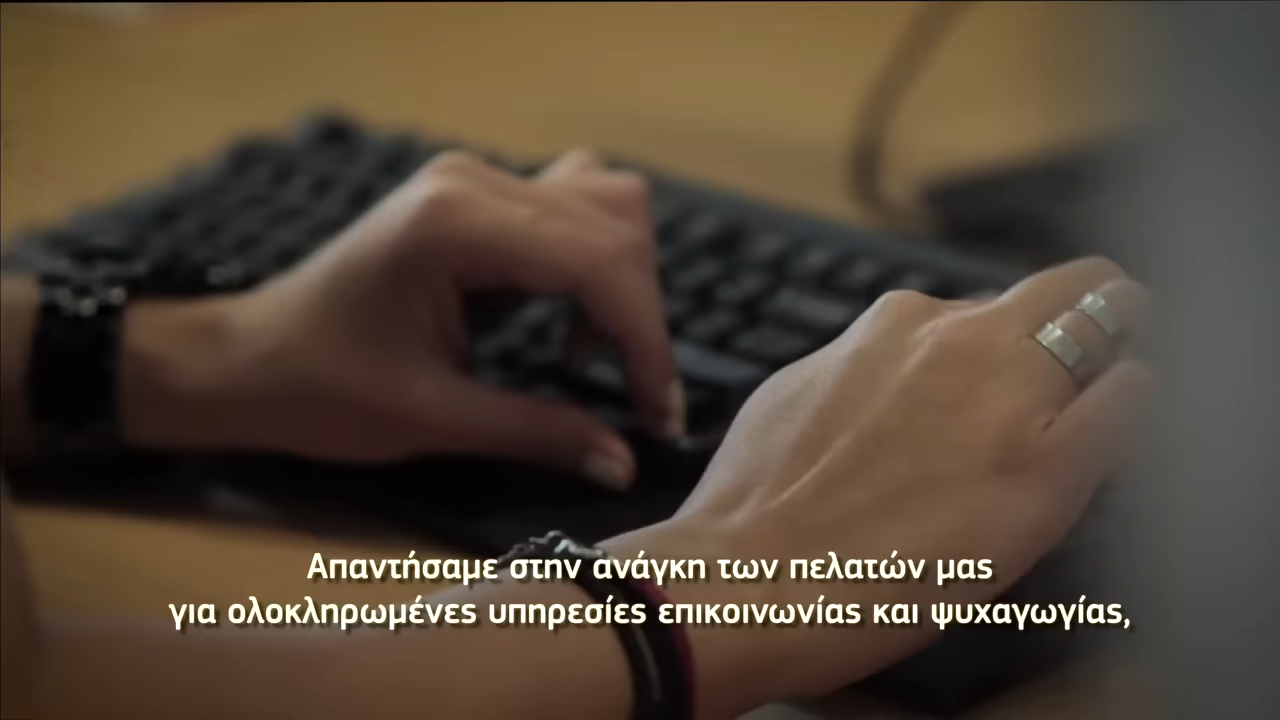 Απαντήσαμε στην ανάγκη των πελατών μας
για ολοκληρωμένες υπηρεσίες επικοινωνίας και ψυχαγωγίας,